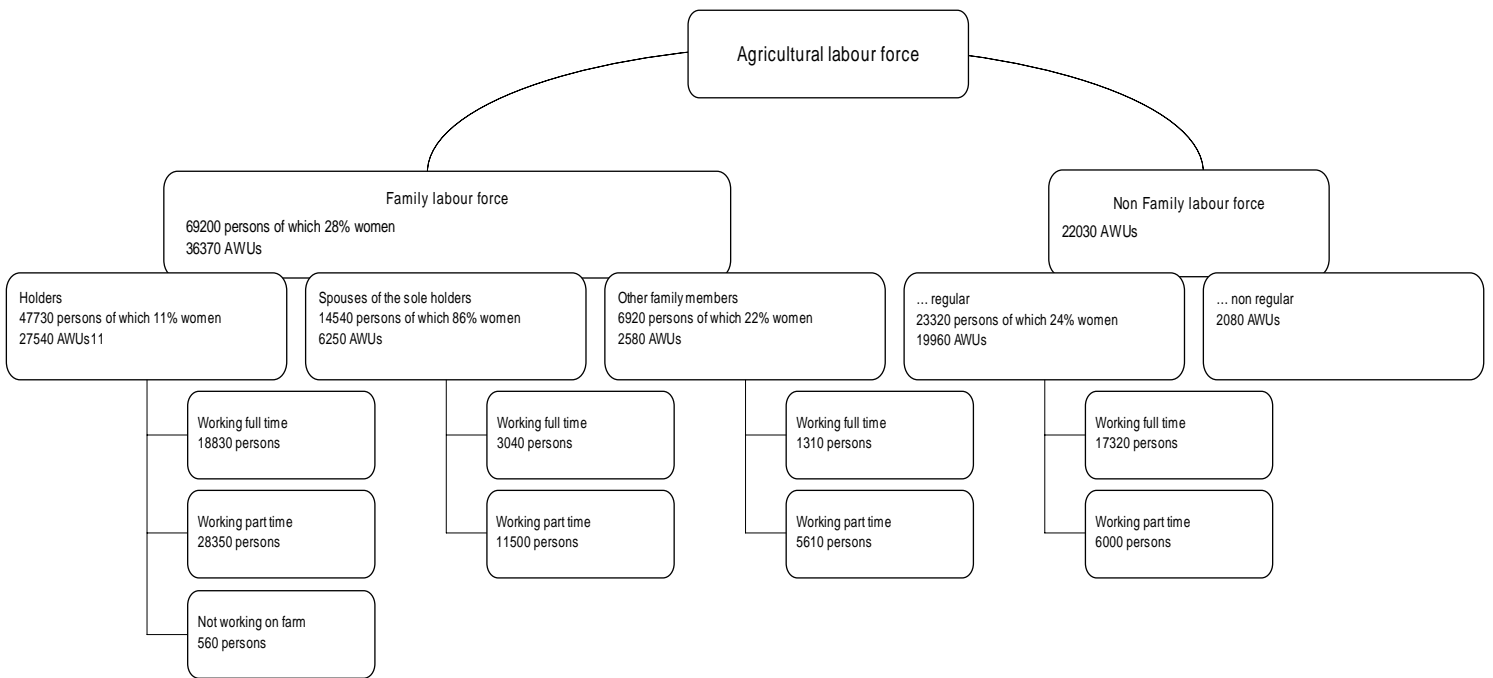 Agricultural labour force
Family labour force
69200 persons of which 28% women
36370 AWUs
Non Family labour force
22030 AWUs
Holders
47730 persons of which 11% women
27540 AWUs11
Spouses of the sole holders
14540 persons of which 86% women
6250 AWUs
Other family members
6920 persons of which 22% women
2580 AWUs
... regular
23320 persons of which 24% women
19960 AWUs
... non regular
2080 AWUs
Working full time
18830 persons
Working full time
3040 persons
Working full time
1310 persons
Working full time
17320 persons
Working part time
28350 persons
Working part time
11500 persons
Working part time
5610 persons
Working part time
6000 persons
Not working on farm
560 persons